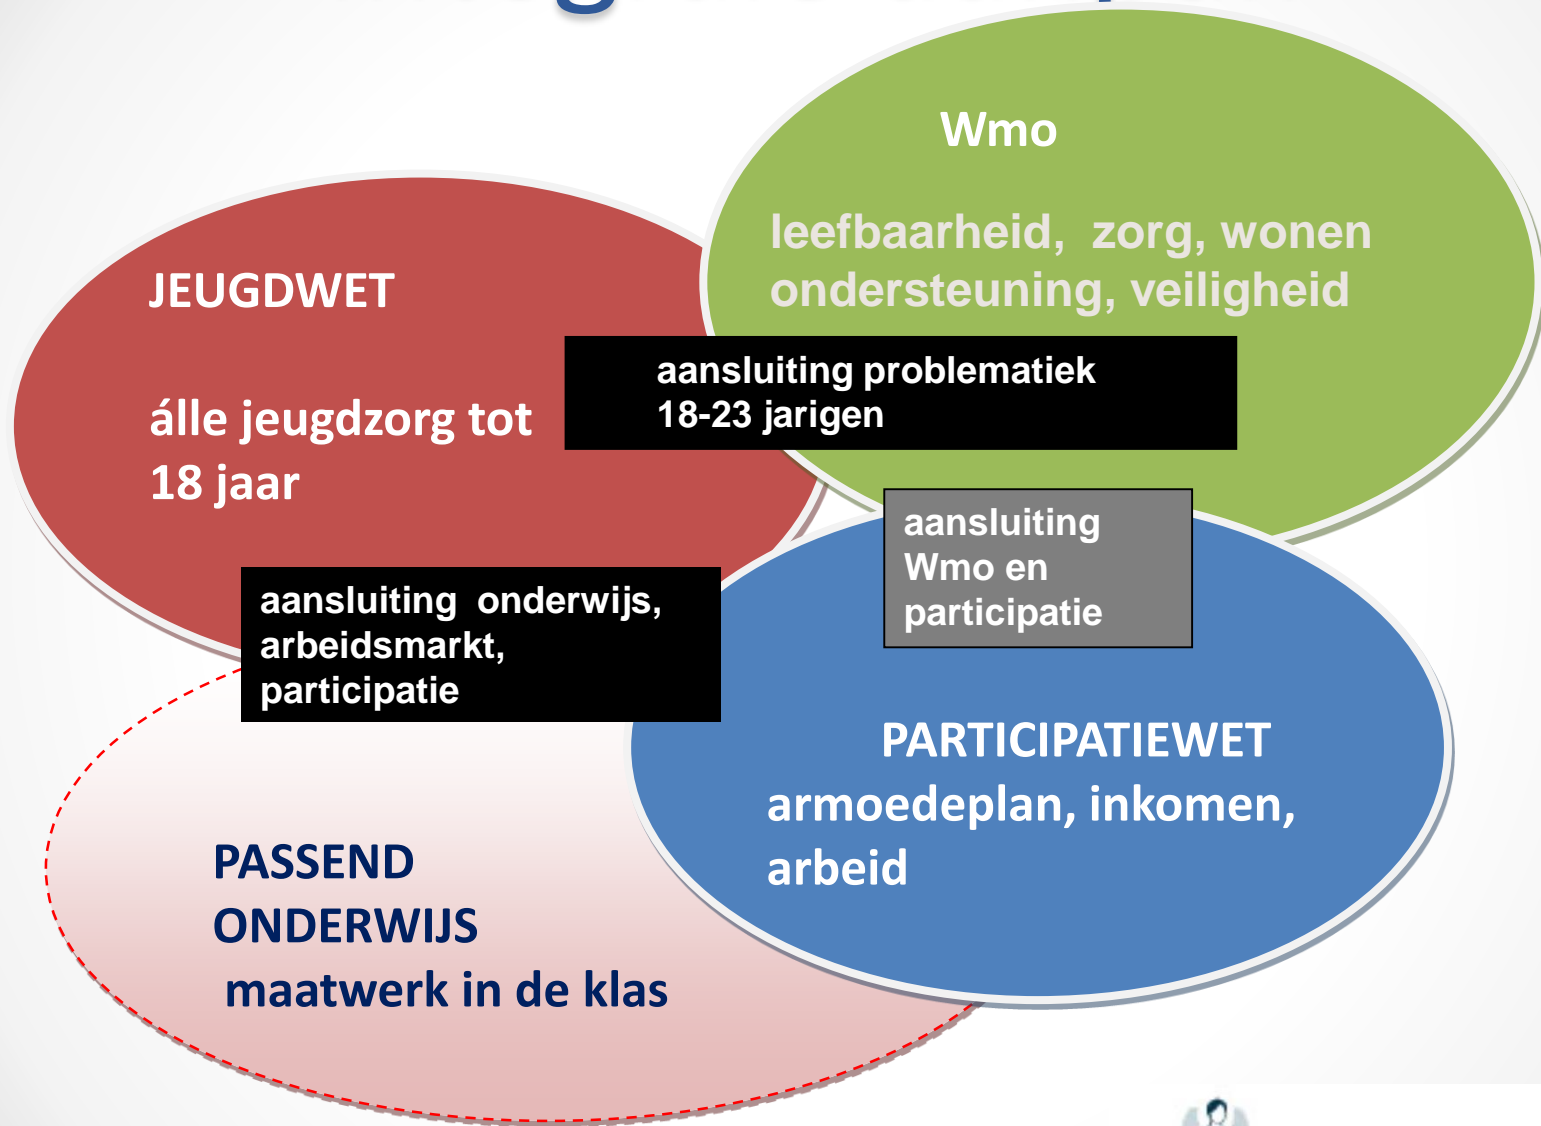 Wmo
leefbaarheid, zorg, wonen
ondersteuning, veiligheid
JEUGDWET
álle jeugdzorg tot
18 jaar
aansluiting problematiek
18-23 jarigen
aansluiting
Wmo en
participatie
aansluiting onderwijs,
arbeidsmarkt,
participatie
PARTICIPATIEWET
armoedeplan, inkomen,
arbeid
PASSEND
ONDERWIJS
maatwerk in de klas